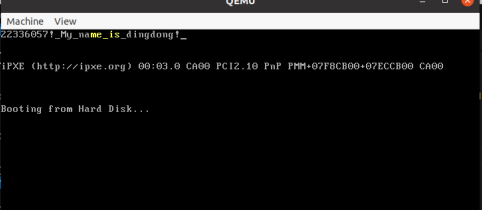 QEMU
Machine View
22336057!_My_name_is_dingdong!_
iPXE (http://ipxe.org) 00:03.0 CA00 PCI2.10 PnP PMM+07F8CB00+07ECCB00 CA00
Booting from Hard Disk...